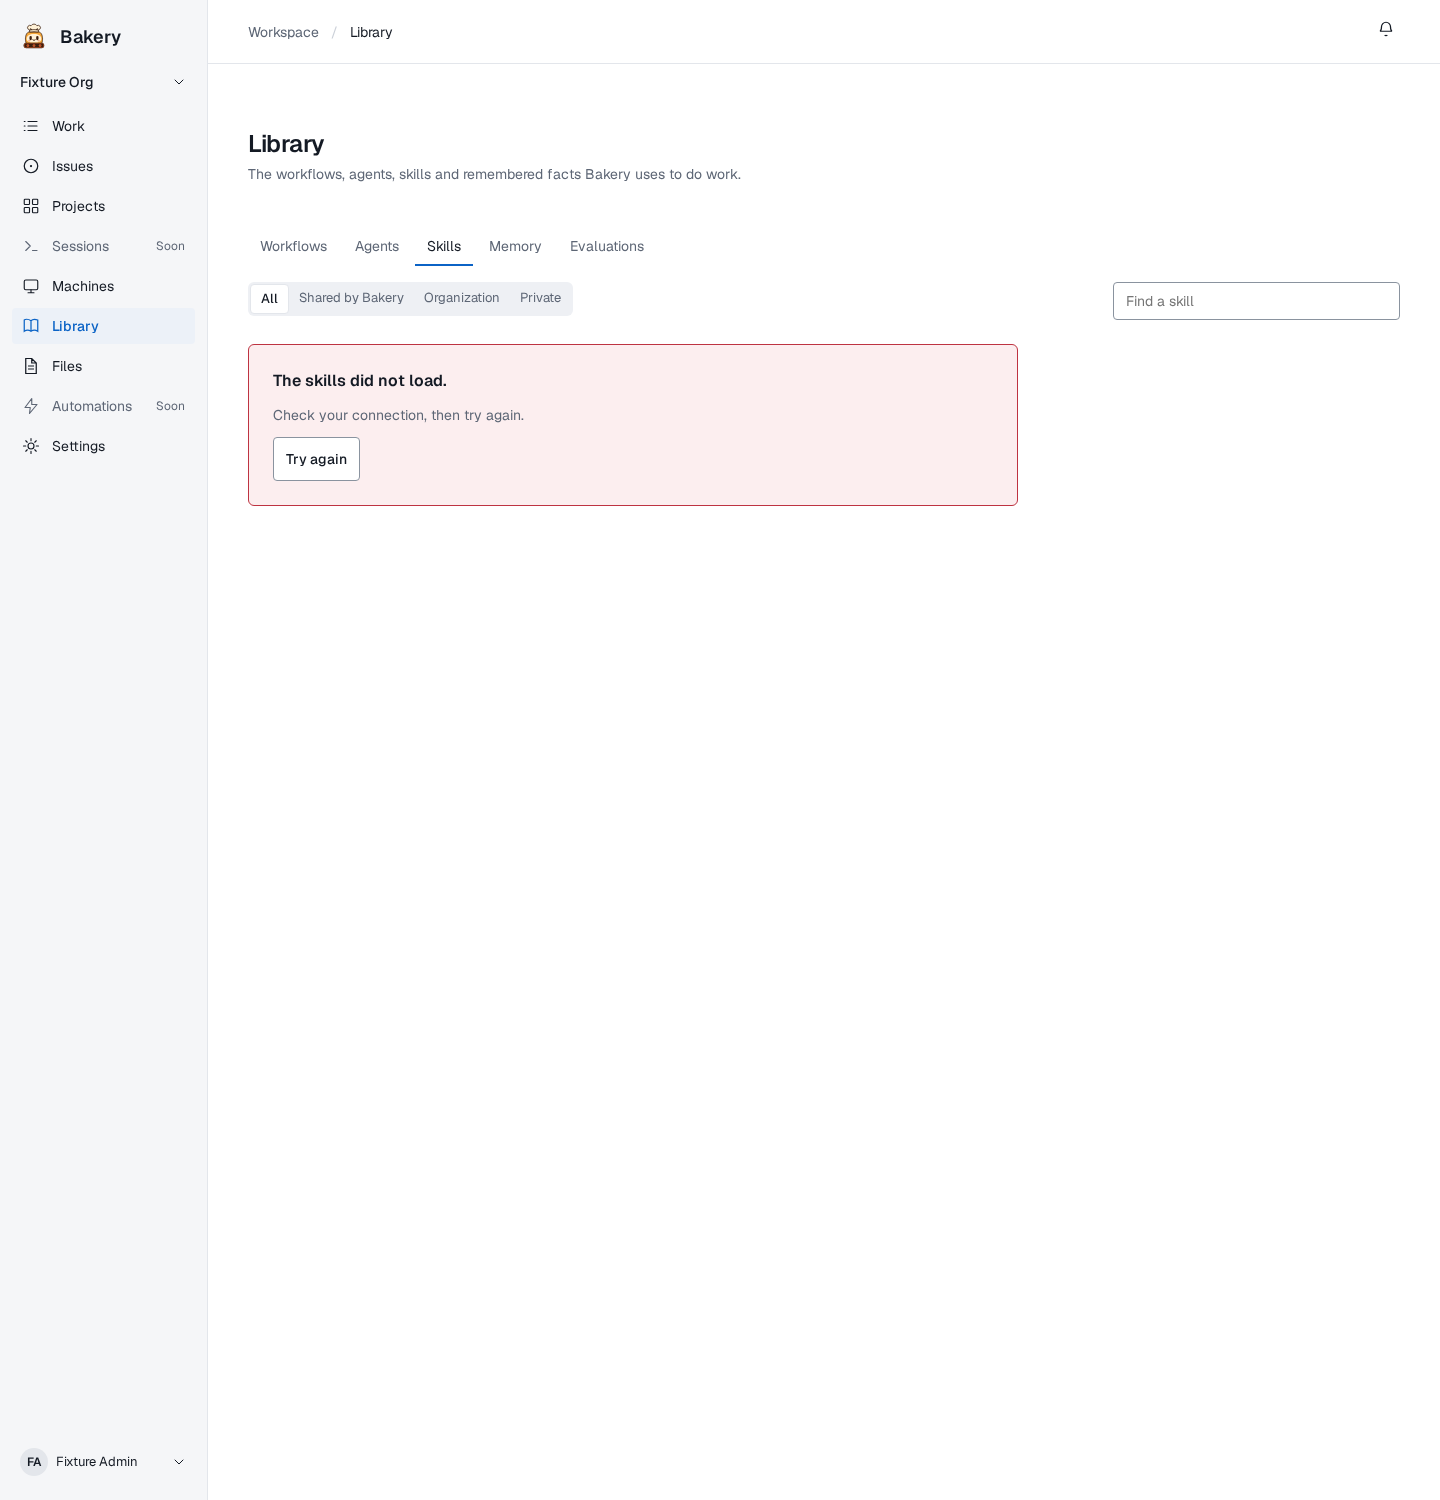 Bakery
Fixture Org
Work
Issues
Projects
Sessions Soon
Machines
Library
Files
Automations Soon
Settings
FA Fixture Admin
Workspace / Library
Library
The workflows, agents, skills and remembered facts Bakery uses to do work.
Workflows Agents Skills Memory Evaluations
All Shared by Bakery Organization Private
Find a skill
The skills did not load.
Check your connection, then try again.
Try again